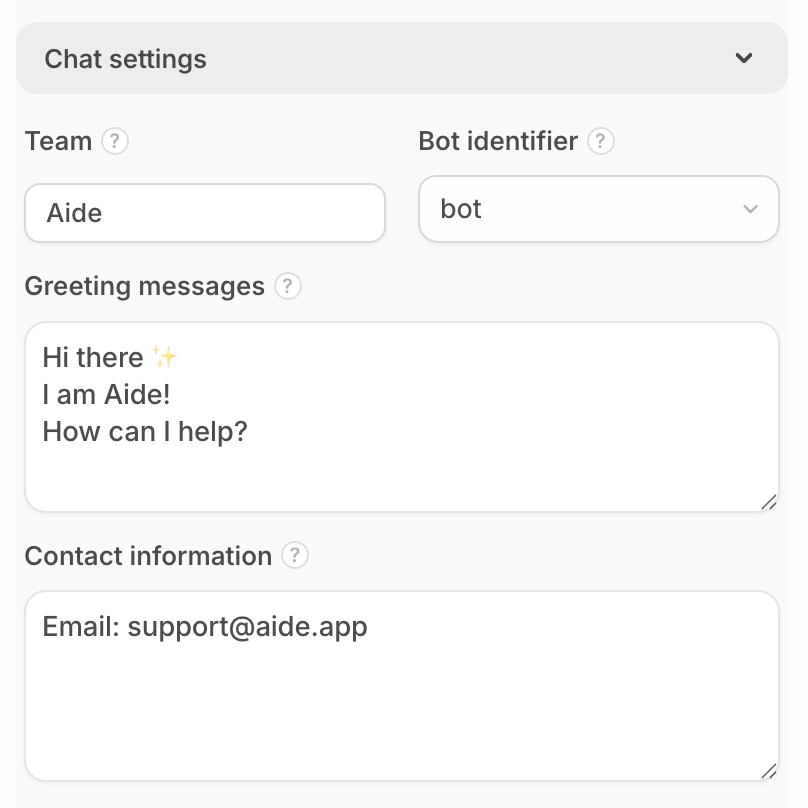 Chat settings
Team ?
Bot identifier ?
Aide
bot
Greeting messages ?
Hi there ✨
I am Aide!
How can I help?
Contact information ?
Email: support@aide.app